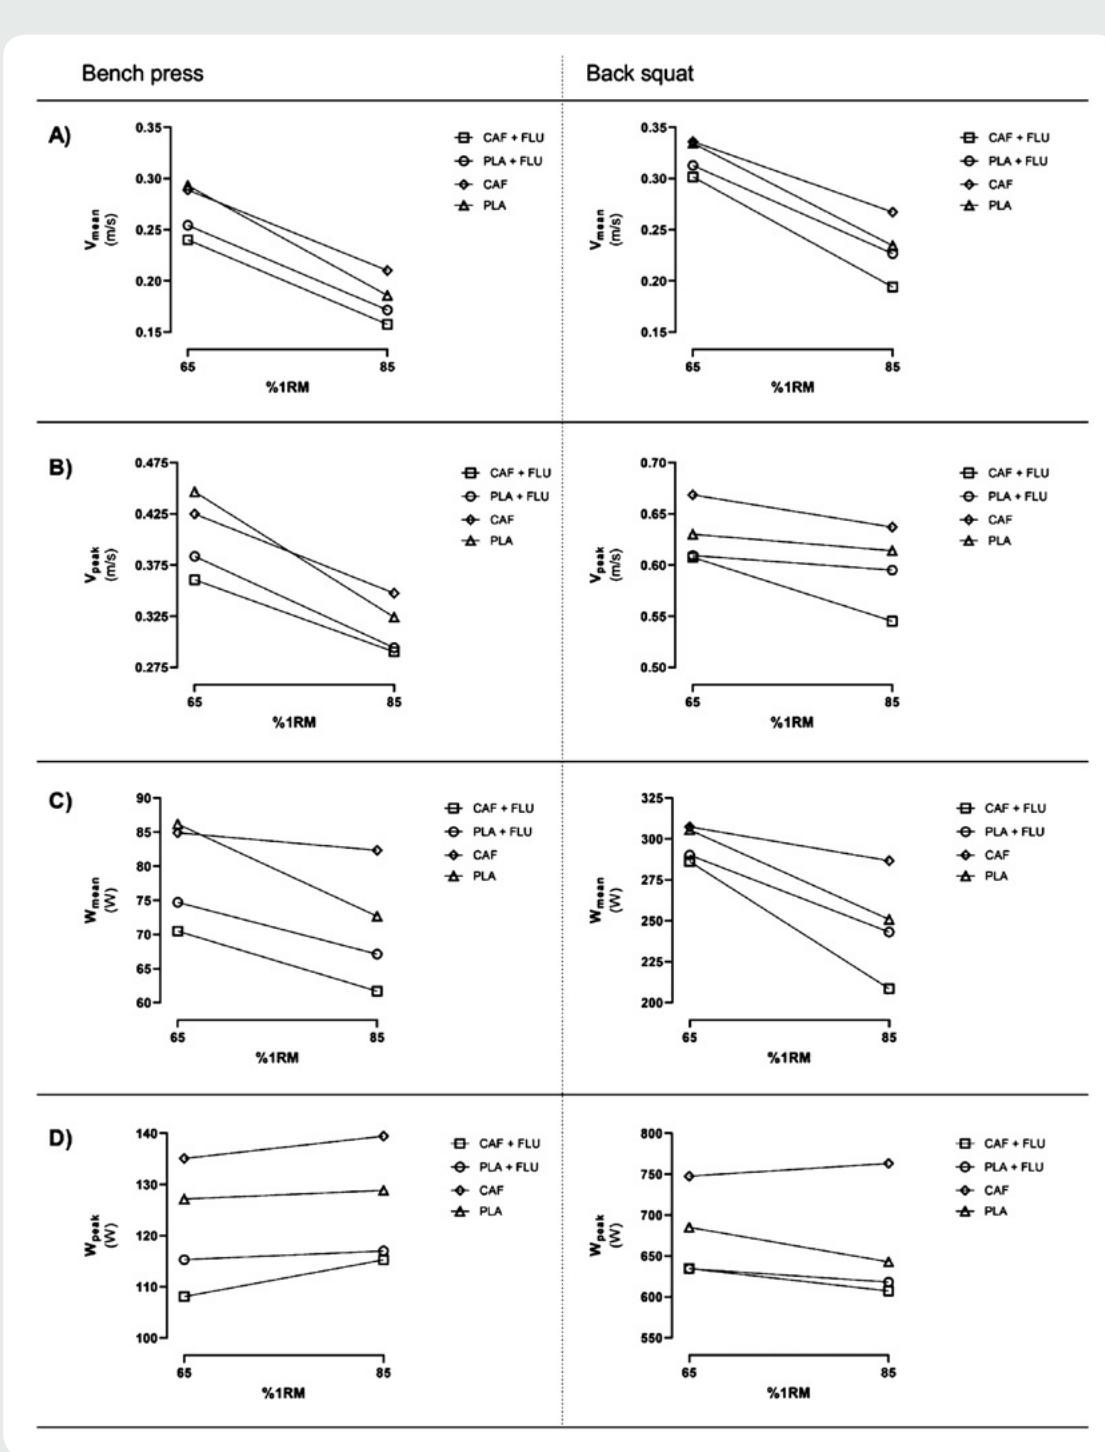 Bench press
Back squat
A)
0.35
0.30
0.25
0.20
0.15
Vmean
(m/s)
65
85
%1RM
CAF + FLU
PLA + FLU
CAF
PLA
0.35
0.30
0.25
0.20
0.15
Vmean
(m/s)
65
85
%1RM
CAF + FLU
PLA + FLU
CAF
PLA
B)
0.475
0.425
0.375
0.325
0.275
Vpeak
(m/s)
65
85
%1RM
CAF + FLU
PLA + FLU
CAF
PLA
0.70
0.65
0.60
0.55
0.50
Vpeak
(m/s)
65
85
%1RM
CAF + FLU
PLA + FLU
CAF
PLA
C)
90
85
80
75
70
65
60
Wmean
(W)
65
85
%1RM
CAF + FLU
PLA + FLU
CAF
PLA
325
300
275
250
225
200
Wmean
(W)
65
85
%1RM
CAF + FLU
PLA + FLU
CAF
PLA
D)
140
130
120
110
100
Wpeak
(W)
65
85
%1RM
CAF + FLU
PLA + FLU
CAF
PLA
800
750
700
650
600
550
Wpeak
(W)
65
85
%1RM
CAF + FLU
PLA + FLU
CAF
PLA